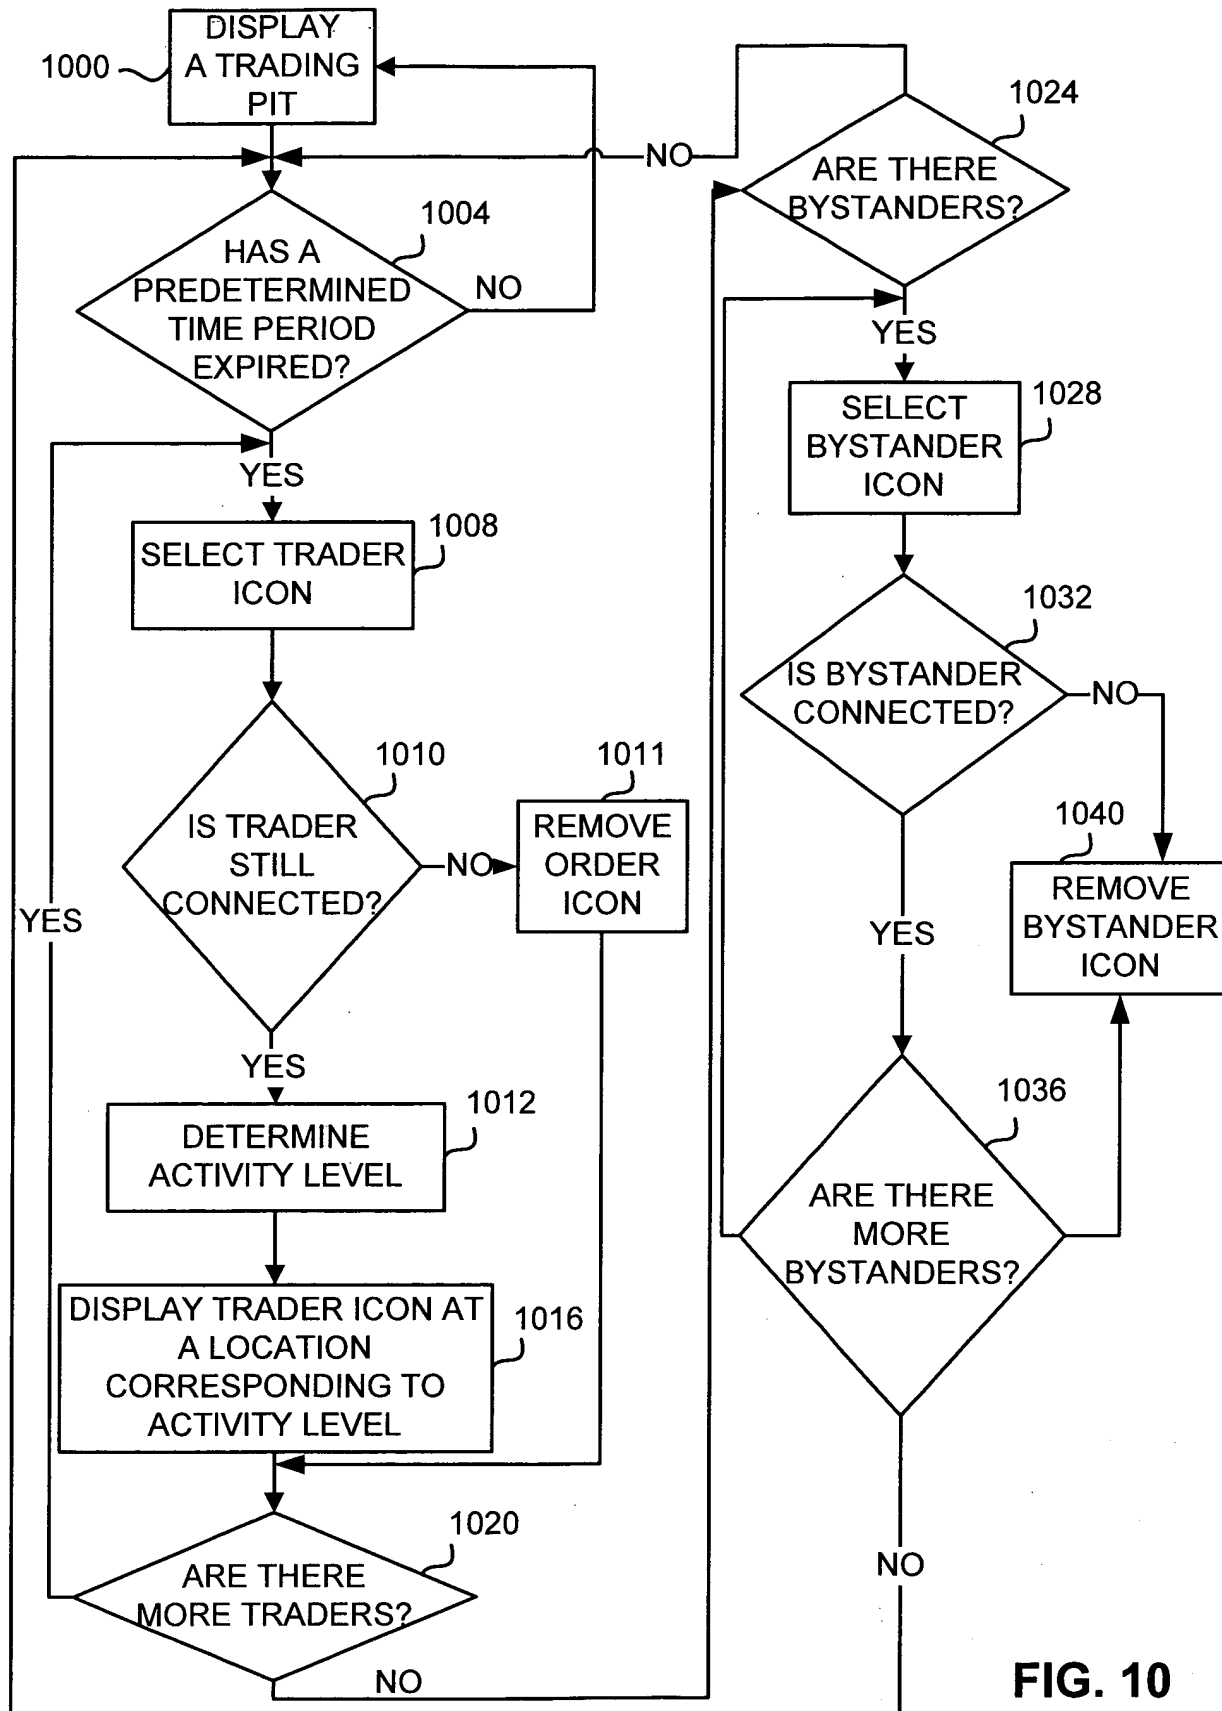 DISPLAY
A TRADING
PIT
1000
HAS A
PREDETERMINED
TIME PERIOD
EXPIRED?
1004
NO
YES
SELECT TRADER
ICON
1008
IS TRADER
STILL
CONNECTED?
1010
NO
REMOVE
ORDER
ICON
1011
YES
YES
DETERMINE
ACTIVITY LEVEL
1012
DISPLAY TRADER ICON AT
A LOCATION
CORRESPONDING TO
ACTIVITY LEVEL
1016
ARE THERE
MORE TRADERS?
1020
NO
NO
ARE THERE
BYSTANDERS?
1024
YES
SELECT
BYSTANDER
ICON
1028
IS BYSTANDER
CONNECTED?
1032
NO
REMOVE
BYSTANDER
ICON
1040
YES
ARE THERE
MORE
BYSTANDERS?
1036
NO
FIG. 10